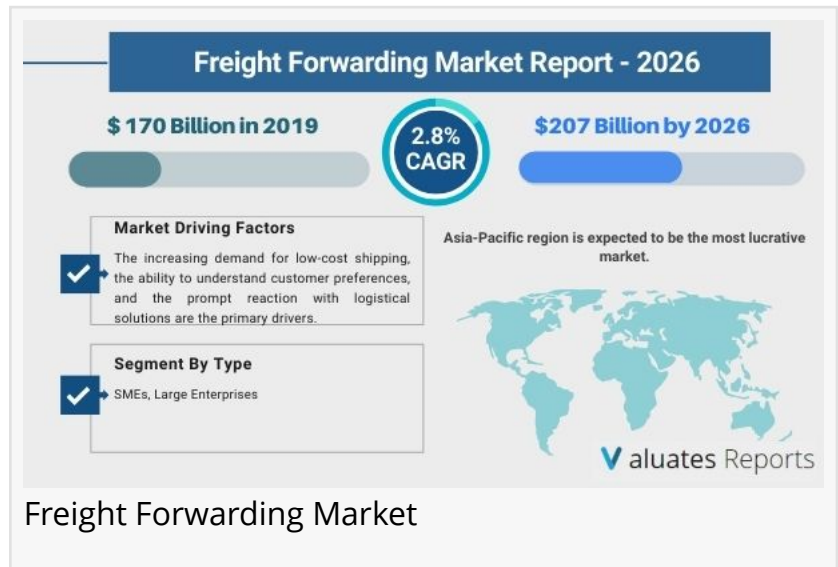 Freight Forwarding Market Report - 2026
$ 170 Billion in 2019
2.8%
CAGR
$207 Billion by 2026
Market Driving Factors
The increasing demand for low-cost shipping,
the ability to understand customer preferences,
and the prompt reaction with logistical
solutions are the primary drivers.
Asia-Pacific region is expected to be the most lucrative
market.
Segment By Type
SMEs, Large Enterprises
Valuates Reports
Freight Forwarding Market